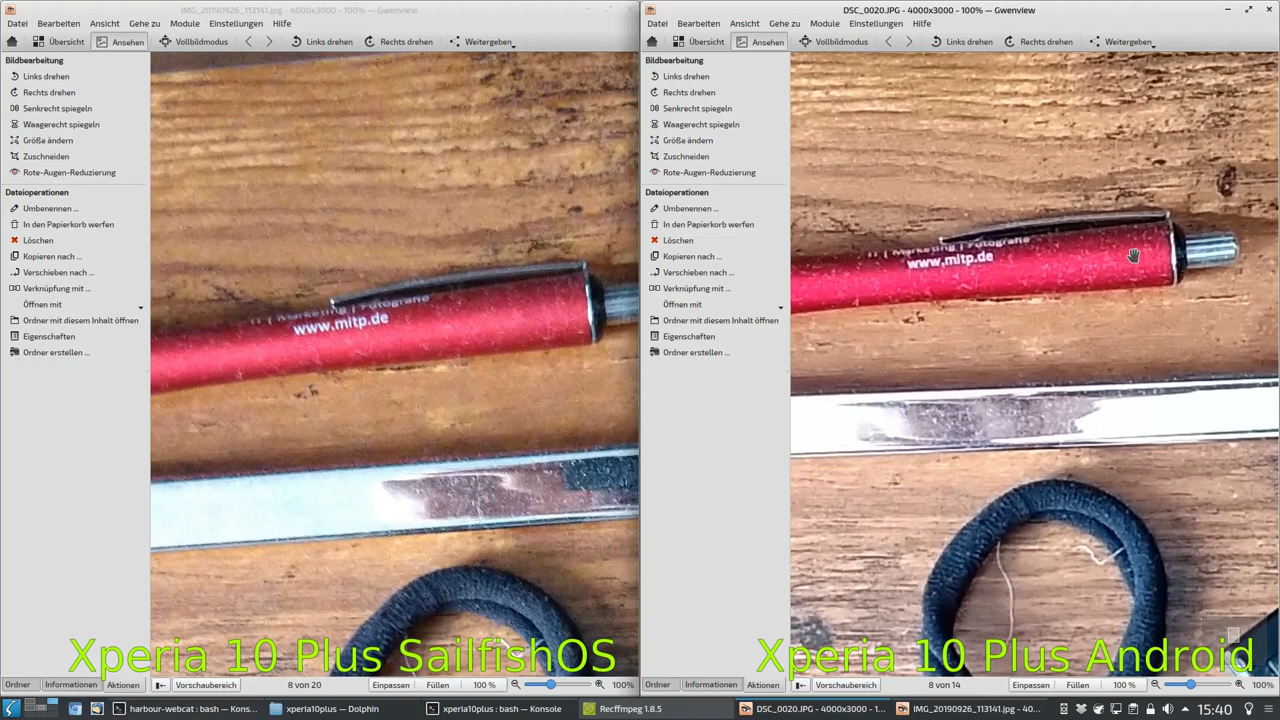 IMG_20190926_113141.jpg - 4000x3000 - 100% — Gwenview
Datei Bearbeiten Ansicht Gehe zu Module Einstellungen Hilfe
Übersicht Ansehen Vollbildmodus Links drehen Rechts drehen Weitergeben
Bildbearbeitung
Links drehen
Rechts drehen
Senkrecht spiegeln
Waagerecht spiegeln
Größe ändern
Zuschneiden
Rote-Augen-Reduzierung
Dateioperationen
Umbenennen ...
In den Papierkorb werfen
Löschen
Kopieren nach ...
Verschieben nach ...
Verknüpfung mit ...
Öffnen mit
Ordner mit diesem Inhalt öffnen
Eigenschaften
Ordner erstellen ...
IT | Marketing | Fotografie
www.mitp.de
Xperia 10 Plus SailfishOS
Ordner Informationen Aktionen Vorschaubereich 8 von 20 Einpassen Füllen 100 % 100%
DSC_0020.JPG - 4000x3000 - 100% — Gwenview
Datei Bearbeiten Ansicht Gehe zu Module Einstellungen Hilfe
Übersicht Ansehen Vollbildmodus Links drehen Rechts drehen Weitergeben
Bildbearbeitung
Links drehen
Rechts drehen
Senkrecht spiegeln
Waagerecht spiegeln
Größe ändern
Zuschneiden
Rote-Augen-Reduzierung
Dateioperationen
Umbenennen ...
In den Papierkorb werfen
Löschen
Kopieren nach ...
Verschieben nach ...
Verknüpfung mit ...
Öffnen mit
Ordner mit diesem Inhalt öffnen
Eigenschaften
Ordner erstellen ...
IT | Marketing | Fotografie
www.mitp.de
Xperia 10 Plus Android
Ordner Informationen Aktionen Vorschaubereich 8 von 14 Einpassen Füllen 100 % 100%
harbour-webcat : bash — Kons... xperia10plus — Dolphin xperia10plus : bash — Konsole Recffmpeg 1.8.5 DSC_0020.JPG - 4000x3000 - 1... IMG_20190926_113141.jpg - 40... 15:40